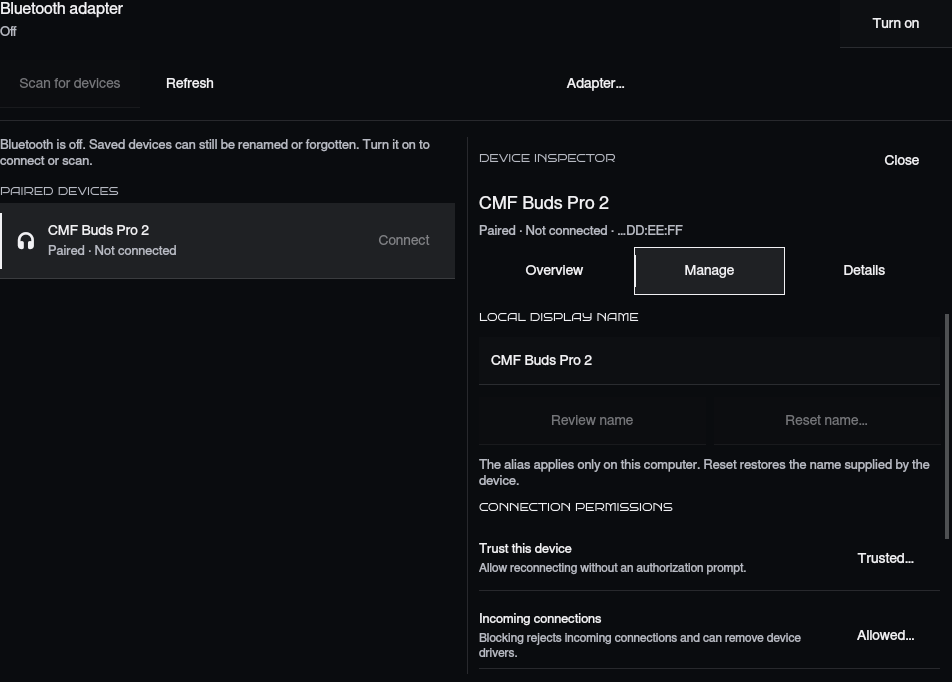 Bluetooth adapter
Off
Turn on
Scan for devices
Refresh
Adapter...
Bluetooth is off. Saved devices can still be renamed or forgotten. Turn it on to
connect or scan.
PAIRED DEVICES
CMF Buds Pro 2
Paired · Not connected
Connect
DEVICE INSPECTOR
Close
CMF Buds Pro 2
Paired · Not connected · ...DD:EE:FF
Overview
Manage
Details
LOCAL DISPLAY NAME
CMF Buds Pro 2
Review name
Reset name...
The alias applies only on this computer. Reset restores the name supplied by the
device.
CONNECTION PERMISSIONS
Trust this device
Allow reconnecting without an authorization prompt.
Trusted...
Incoming connections
Blocking rejects incoming connections and can remove device
drivers.
Allowed...